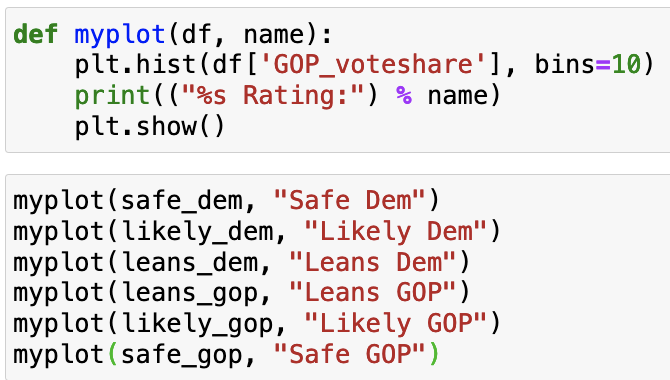 def myplot(df, name):
    plt.hist(df['GOP_voteshare'], bins=10)
    print(("%s Rating:") % name)
    plt.show()
myplot(safe_dem, "Safe Dem")
myplot(likely_dem, "Likely Dem")
myplot(leans_dem, "Leans Dem")
myplot(leans_gop, "Leans GOP")
myplot(likely_gop, "Likely GOP")
myplot(safe_gop, "Safe GOP")